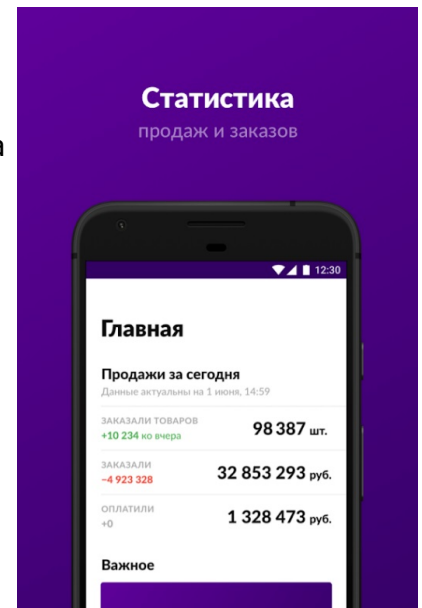 Статистика
продаж и заказов
а
12:30
Главная
Продажи за сегодня
Данные актуальны на 1 июня, 14:59
ЗАКАЗАЛИ ТОВАРОВ
+10 234 ко вчера
98 387 шт.
ЗАКАЗАЛИ
−4 923 328
32 853 293 руб.
ОПЛАТИЛИ
+0
1 328 473 руб.
Важное